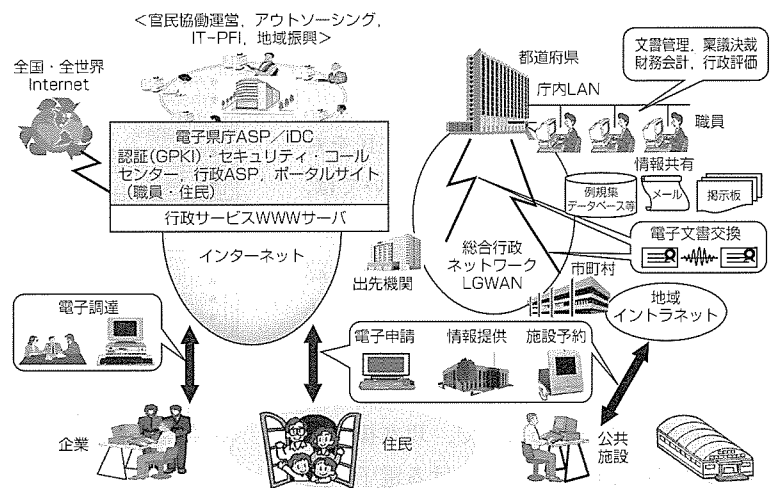 <官民協働運営，アウトソーシング，
IT-PFI，地域振興>
全国・全世界
Internet
電子県庁ASP／iDC
認証(GPKI)・セキュリティ・コール
センター，行政ASP，ポータルサイト
(職員・住民)
行政サービスWWWサーバ
インターネット
都道府県
庁内LAN
文書管理，稟議決裁
財務会計，行政評価
職員
情報共有
例規集
データベース等
メール
掲示板
電子文書交換
総合行政
ネットワーク
LGWAN
出先機関
市町村
地域
イントラネット
電子調達
電子申請
情報提供
施設予約
企業
住民
公共
施設